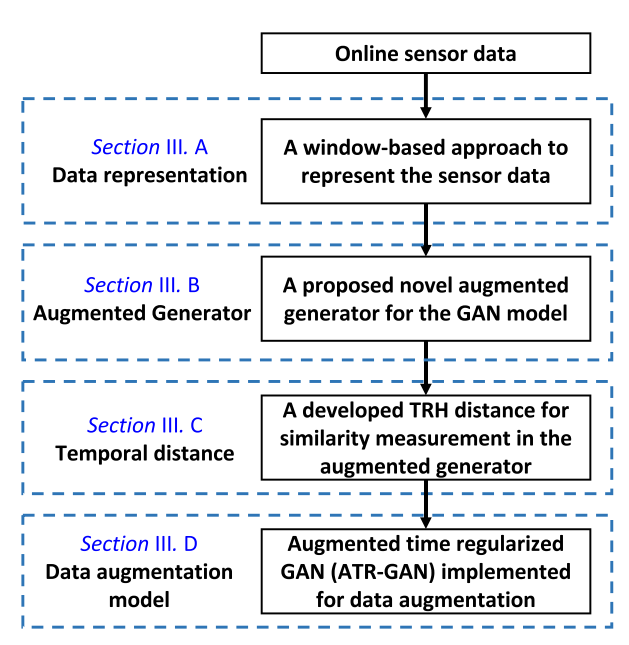 Online sensor data
Section III. A
Data representation
A window-based approach to
represent the sensor data
Section III. B
Augmented Generator
A proposed novel augmented
generator for the GAN model
Section III. C
Temporal distance
A developed TRH distance for
similarity measurement in the
augmented generator
Section III. D
Data augmentation
model
Augmented time regularized
GAN (ATR-GAN) implemented
for data augmentation